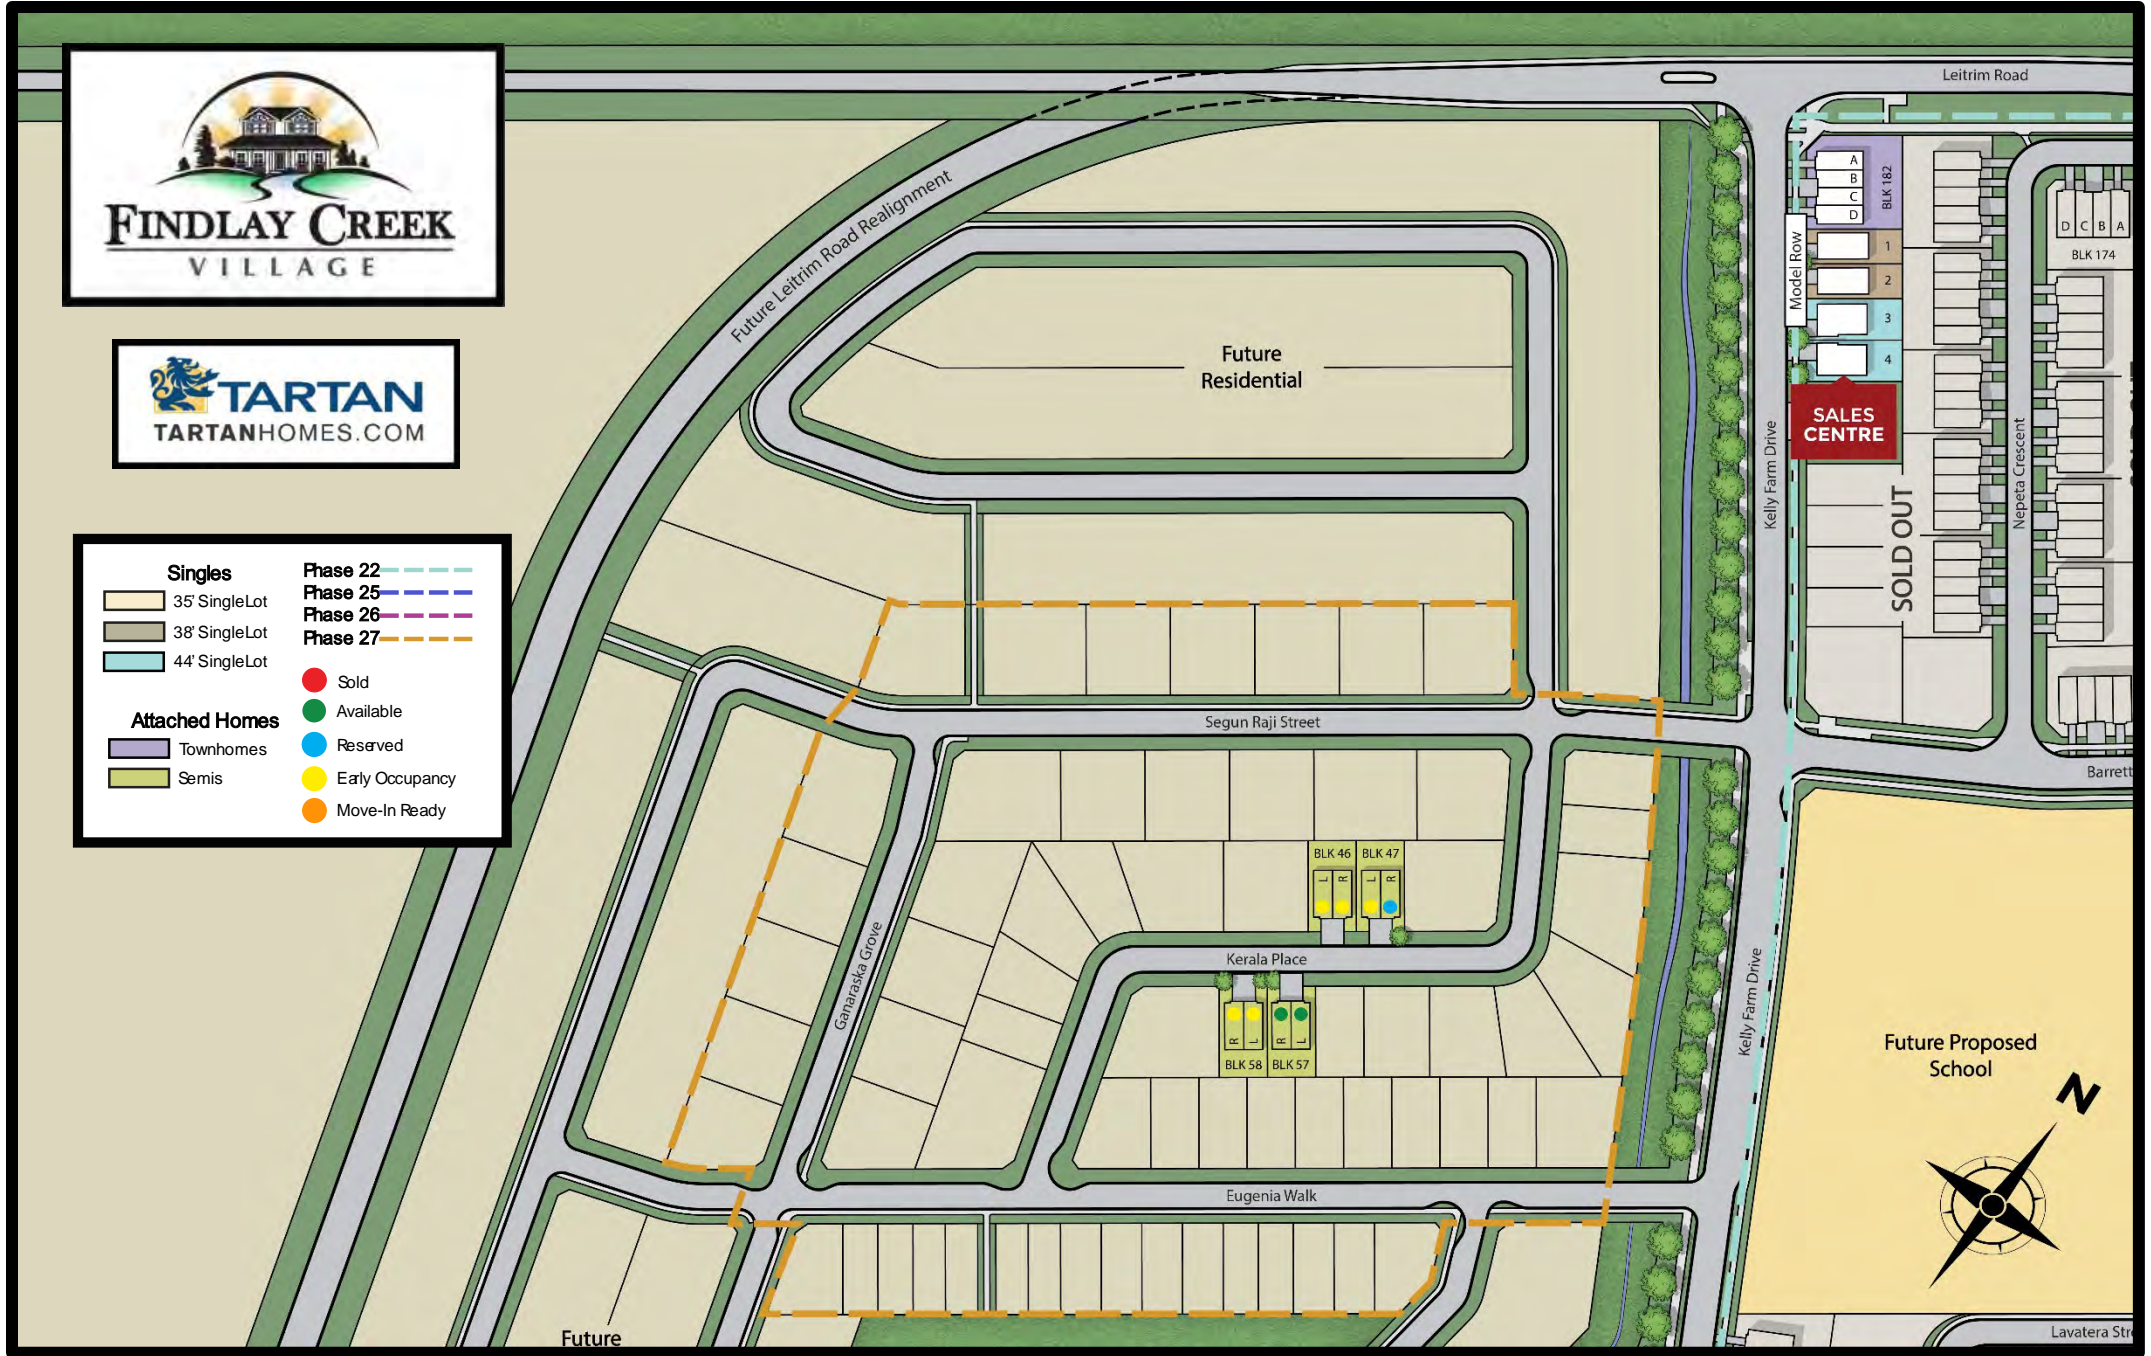 FINDLAY CREEK
VILLAGE
TARTAN
TARTANHOMES.COM
Singles
35' Single Lot
38' Single Lot
44' Single Lot
Attached Homes
Townhomes
Semis
Phase 22
Phase 25
Phase 26
Phase 27
Sold
Available
Reserved
Early Occupancy
Move-In Ready
Leitrim Road
Future Leitrim Road Realignment
Future
Residential
Model Row
A
B
C
D
BLK 182
1
2
3
4
SALES
CENTRE
SOLD OUT
Kelly Farm Drive
Nepeta Crescent
D C B A
BLK 174
Segun Raji Street
Barrett
BLK 46 BLK 47
L R L R
Kerala Place
R L R L
BLK 58 BLK 57
Ganaraska Grove
Kelly Farm Drive
Future Proposed
School
N
Eugenia Walk
Future
Lavatera Str